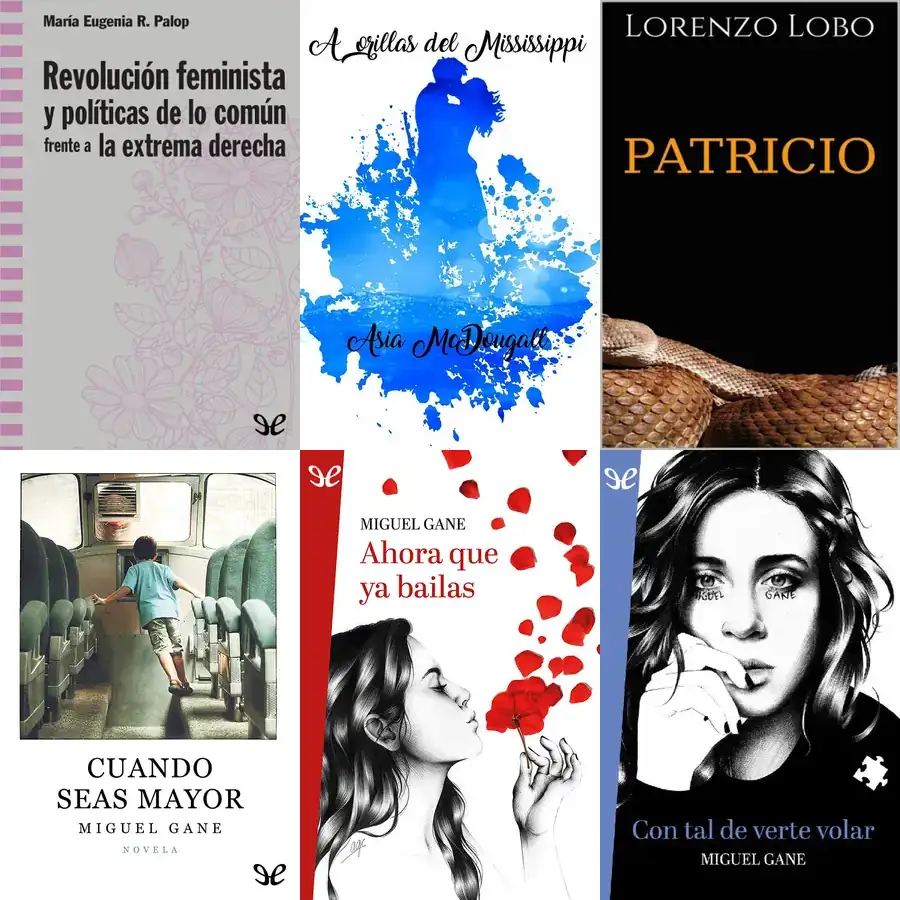 María Eugenia R. Palop
Revolución feminista
y políticas de lo común
frente a la extrema derecha
A orillas del Mississippi
Asia McDougall
LORENZO LOBO
PATRICIO
CUANDO
SEAS MAYOR
MIGUEL GANE
NOVELA
MIGUEL GANE
Ahora que
ya bailas
MIGUEL GANE
Con tal de verte volar
MIGUEL GANE